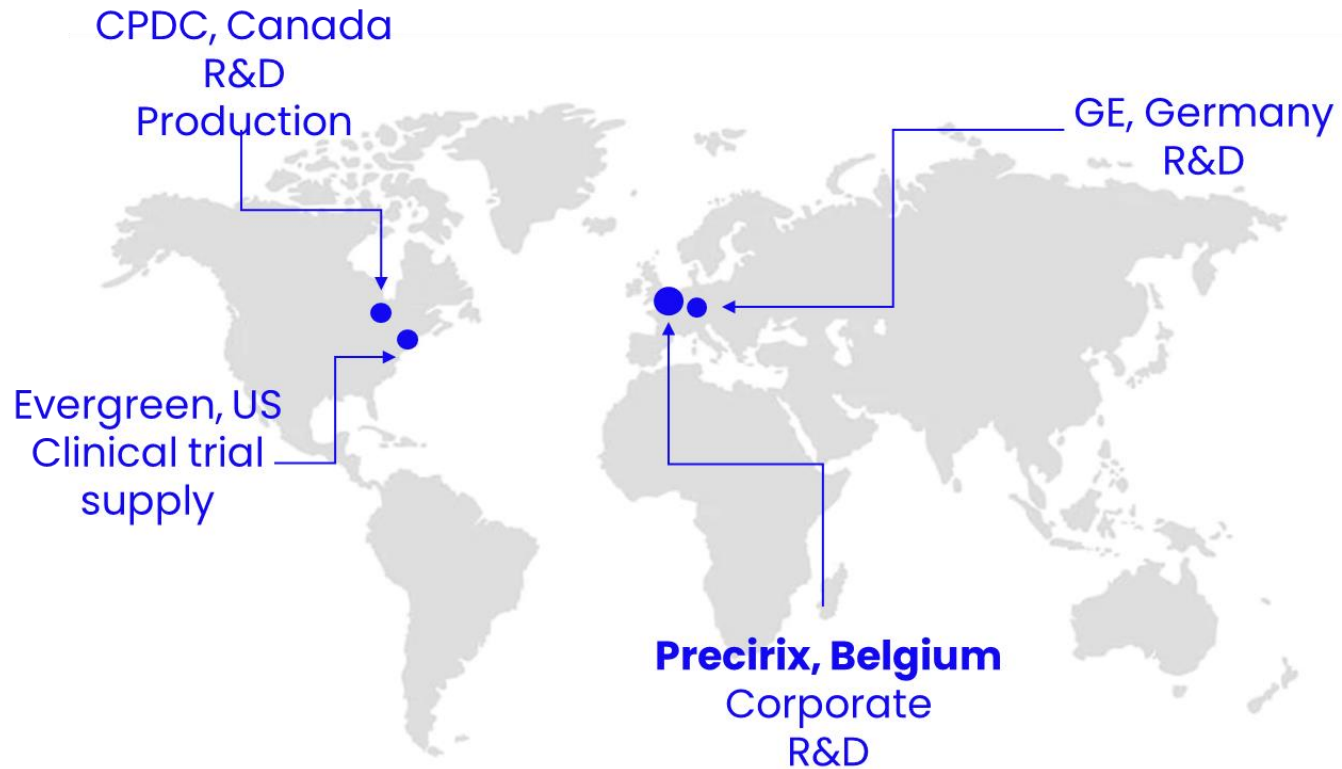 CPDC, Canada
R&D
Production
GE, Germany
R&D
Evergreen, US
Clinical trial
supply
Precirix, Belgium
Corporate
R&D